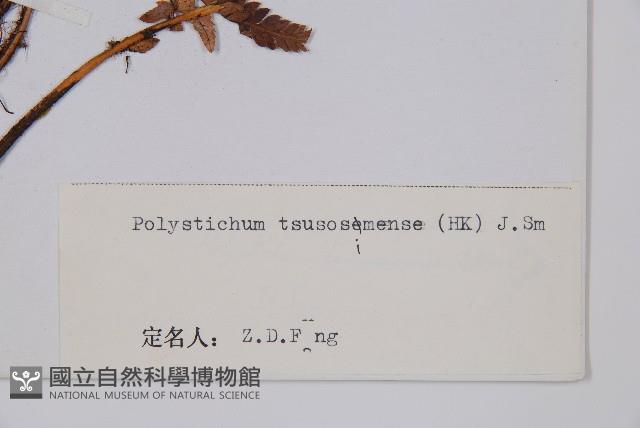 Polystichum tsusosemense (HK) J.Sm
i
定名人: Z.D.F ng
國立自然科學博物館
NATIONAL MUSEUM OF NATURAL SCIENCE